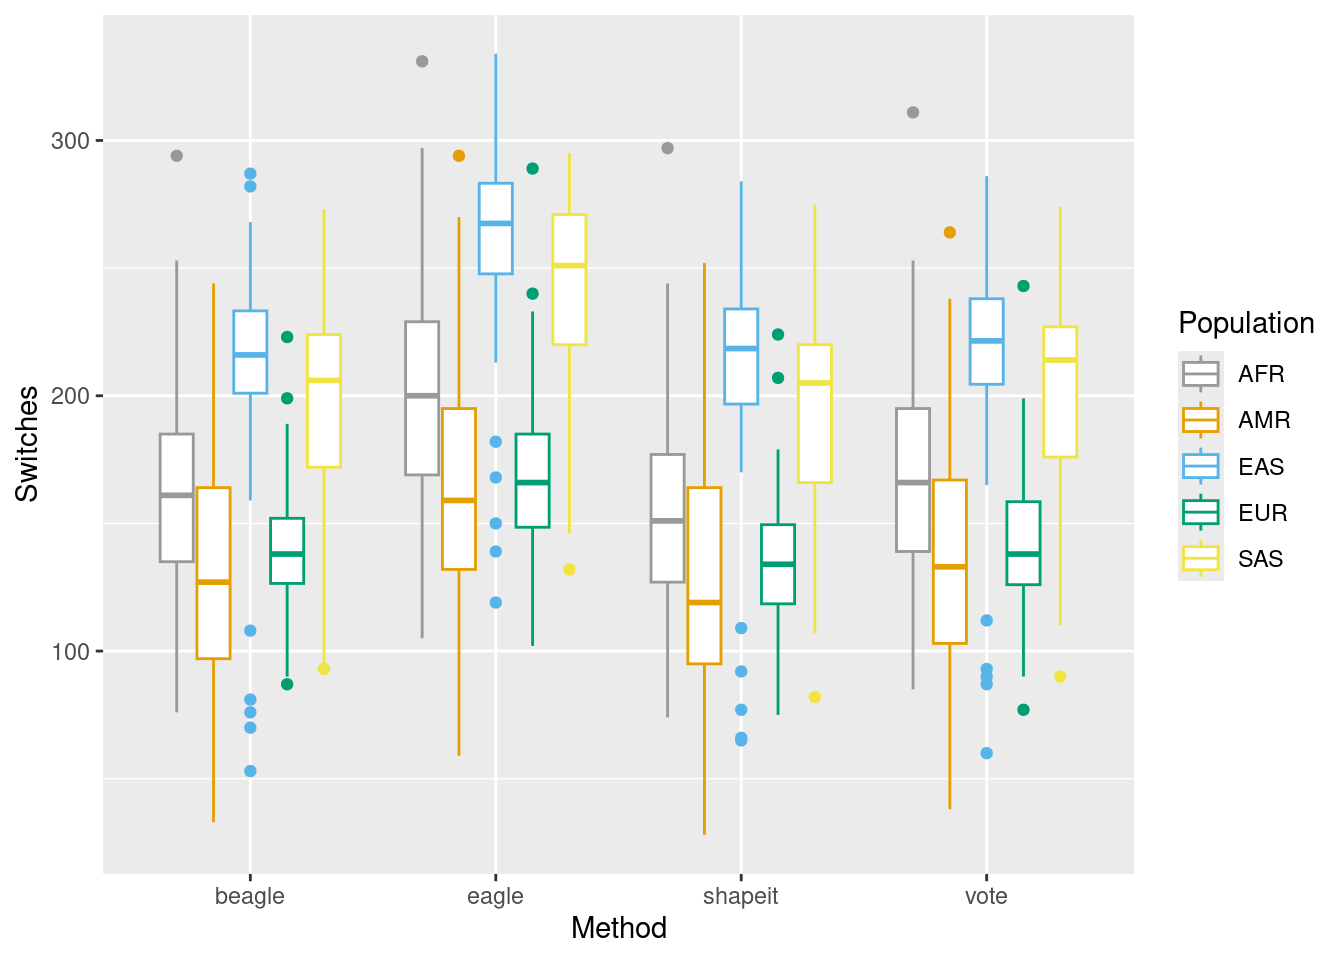 Switches
300
200
100
beagle
eagle
shapeit
vote
Method
Population
AFR
AMR
EAS
EUR
SAS